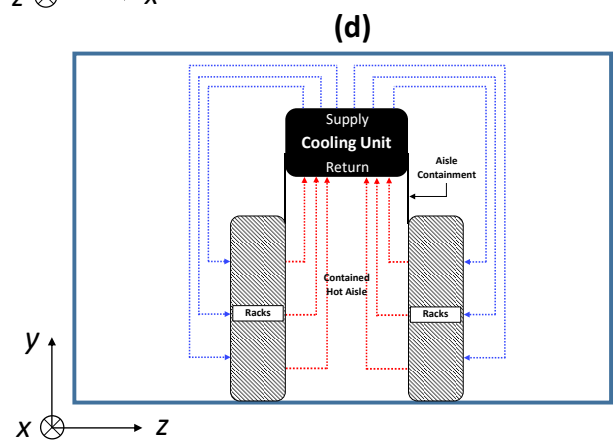 z x
(d)
Supply
Cooling Unit
Return
Aisle
Containment
Contained
Hot Aisle
Racks
Racks
y
x
z